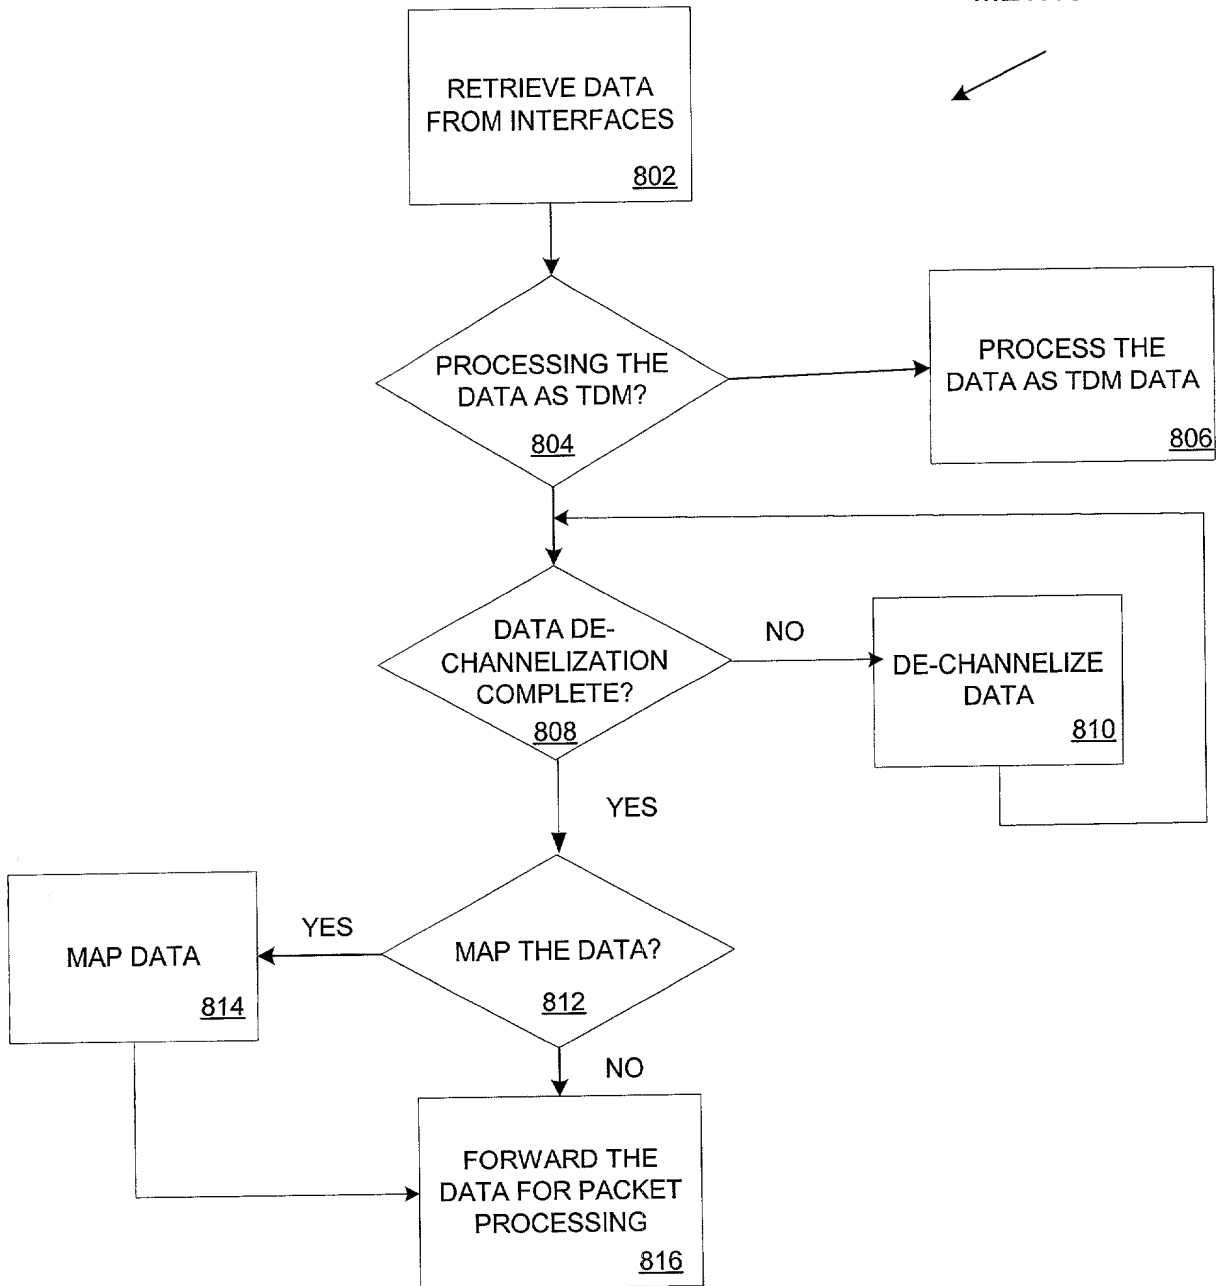 RETRIEVE DATA
FROM INTERFACES
802
PROCESSING THE
DATA AS TDM?
804
PROCESS THE
DATA AS TDM DATA
806
DATA DE-
CHANNELIZATION
COMPLETE?
808
NO
DE-CHANNELIZE
DATA
810
YES
MAP THE DATA?
812
YES
MAP DATA
814
NO
FORWARD THE
DATA FOR PACKET
PROCESSING
816